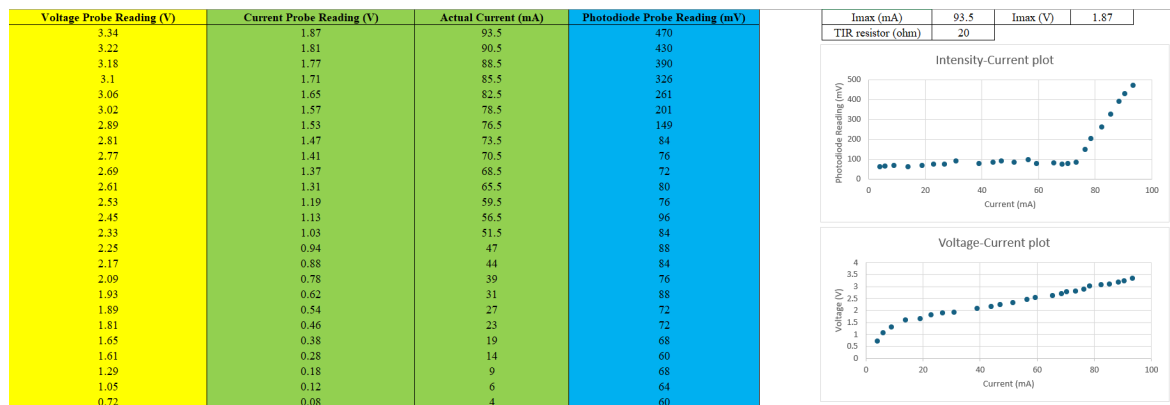 Voltage Probe Reading (V) Current Probe Reading (V) Actual Current (mA) Photodiode Probe Reading (mV)
3.34 1.87 93.5 470
3.22 1.81 90.5 430
3.18 1.77 88.5 390
3.1 1.71 85.5 326
3.06 1.65 82.5 261
3.02 1.57 78.5 201
2.89 1.53 76.5 149
2.81 1.47 73.5 84
2.77 1.41 70.5 76
2.69 1.37 68.5 72
2.61 1.31 65.5 80
2.53 1.19 59.5 76
2.45 1.13 56.5 96
2.33 1.03 51.5 84
2.25 0.94 47 88
2.17 0.88 44 84
2.09 0.78 39 76
1.93 0.62 31 88
1.89 0.54 27 72
1.81 0.46 23 72
1.65 0.38 19 68
1.61 0.28 14 60
1.29 0.18 9 68
1.05 0.12 6 64
0.72 0.08 4 60
Imax (mA) 93.5 Imax (V) 1.87
TIR resistor (ohm) 20
Intensity-Current plot
Photodiode Reading (mV)
500
400
300
200
100
0
0 20 40 60 80 100
Current (mA)
Voltage-Current plot
Voltage (V)
4
3.5
3
2.5
2
1.5
1
0.5
0
0 20 40 60 80 100
Current (mA)